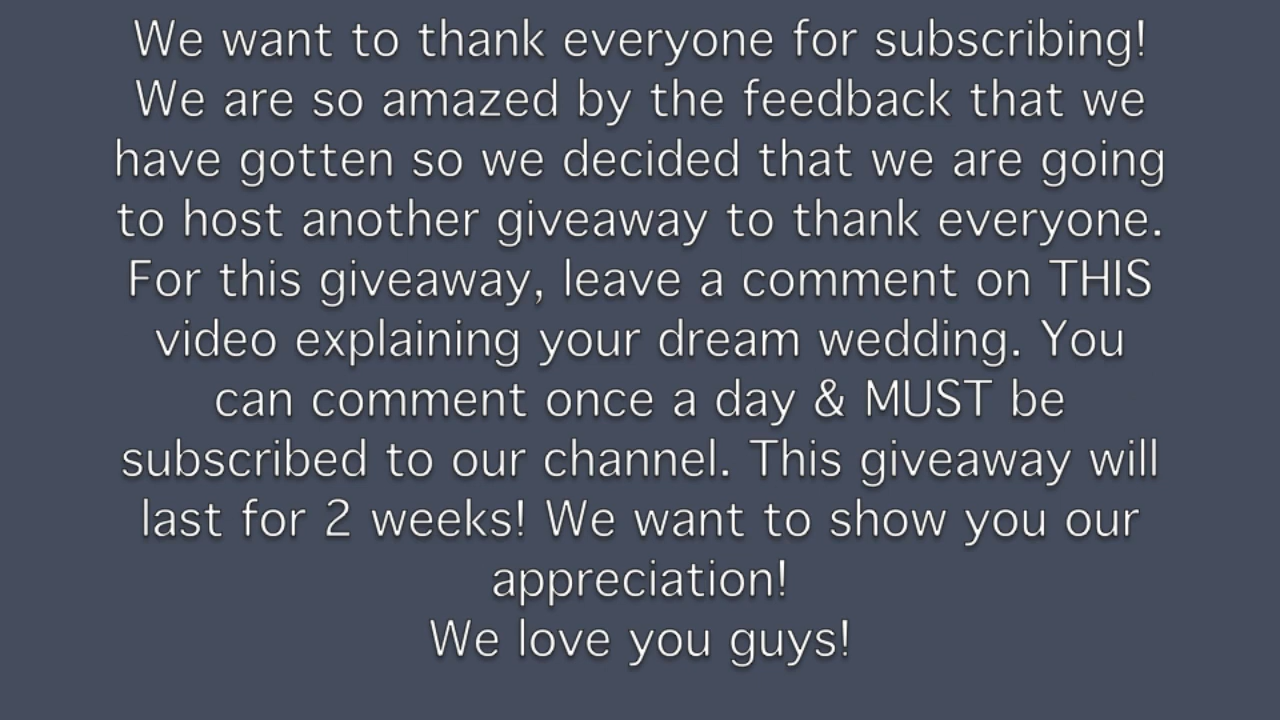 We want to thank everyone for subscribing!
We are so amazed by the feedback that we
have gotten so we decided that we are going
to host another giveaway to thank everyone.
For this giveaway, leave a comment on THIS
video explaining your dream wedding. You
can comment once a day & MUST be
subscribed to our channel. This giveaway will
last for 2 weeks! We want to show you our
appreciation!
We love you guys!